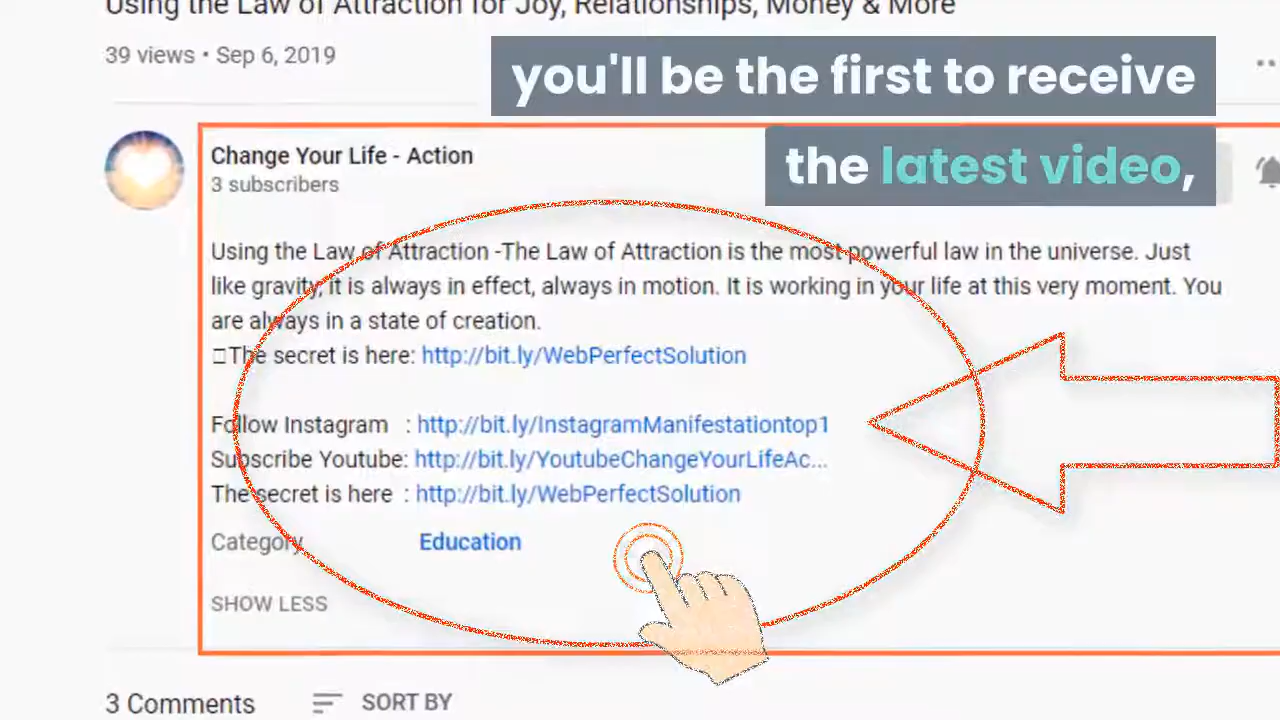 Using the Law of Attraction for Joy, Relationships, Money & More
39 views • Sep 6, 2019
you'll be the first to receive
the latest video,
Change Your Life - Action
3 subscribers
Using the Law of Attraction -The Law of Attraction is the most powerful law in the universe. Just
like gravity, it is always in effect, always in motion. It is working in your life at this very moment. You
are always in a state of creation.
The secret is here: http://bit.ly/WebPerfectSolution
Follow Instagram : http://bit.ly/InstagramManifestationtop1
Subscribe Youtube: http://bit.ly/YoutubeChangeYourLifeAc...
The secret is here : http://bit.ly/WebPerfectSolution
Category Education
SHOW LESS
3 Comments SORT BY